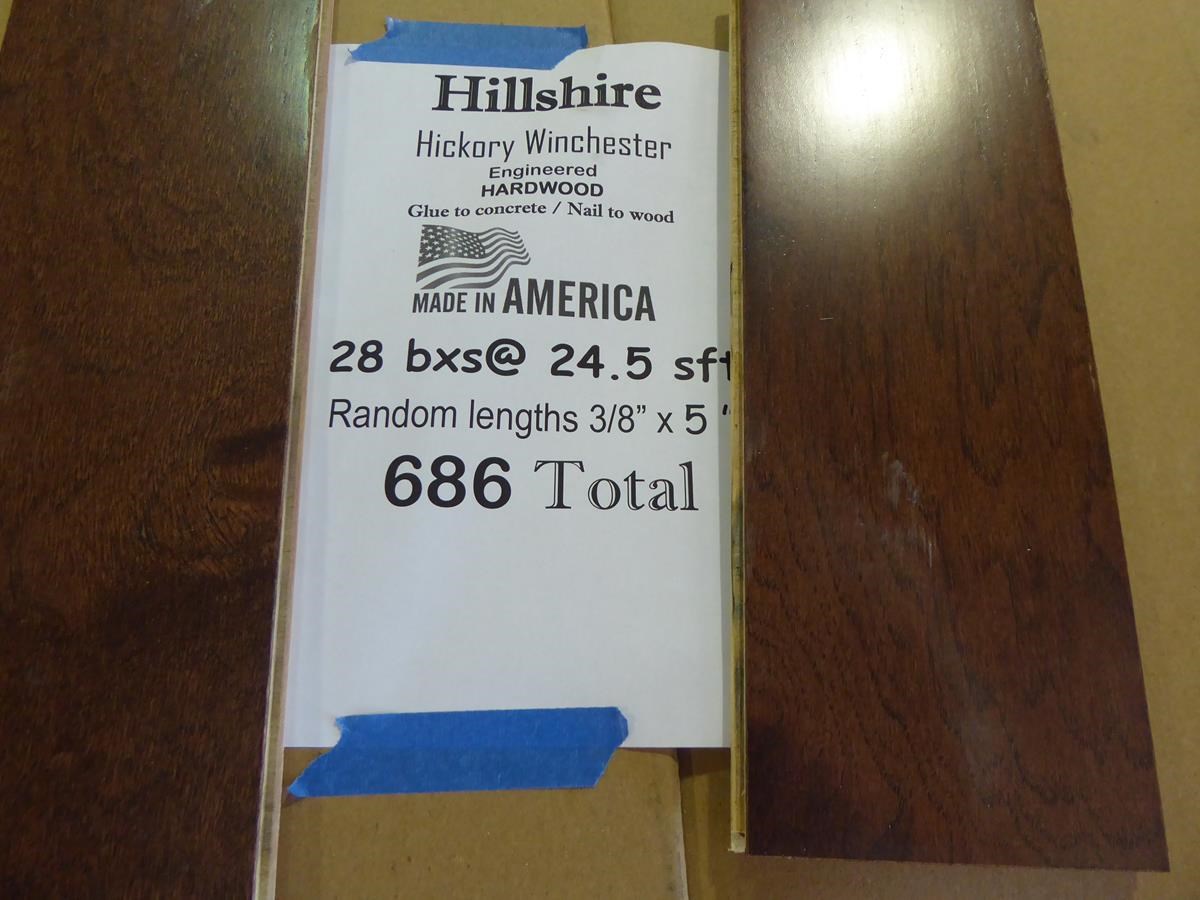 Hillshire
Hickory Winchester
Engineered
HARDWOOD
Glue to concrete / Nail to wood
MADE IN AMERICA
28 bxs@ 24.5 sft
Random lengths 3/8” x 5 "
686 Total